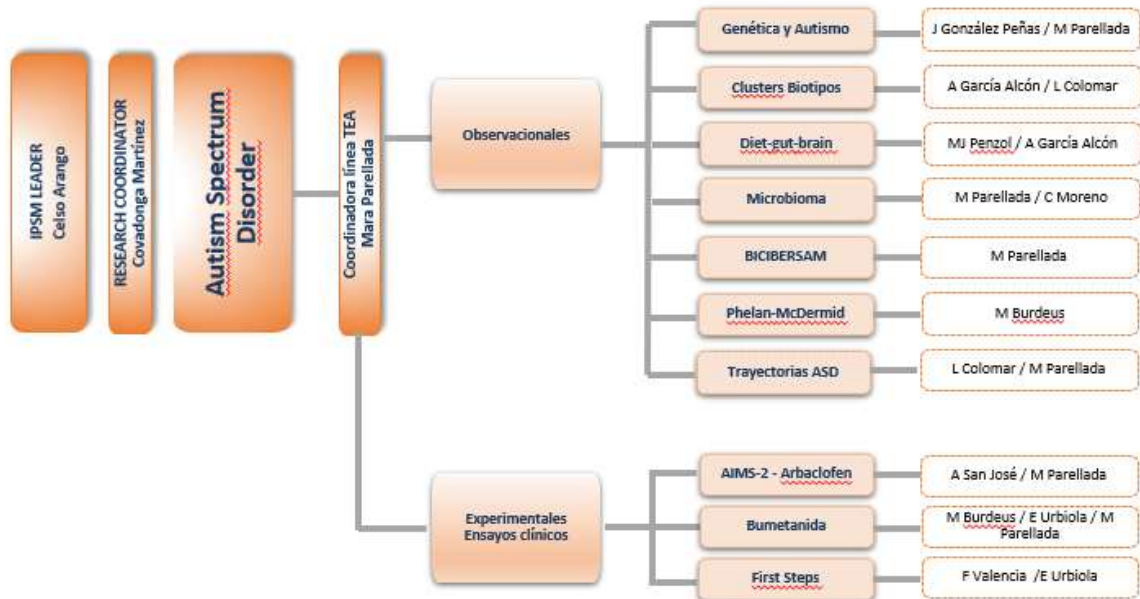 IPSM LEADER
Celso Arango
RESEARCH COORDINATOR
Covadonga Martínez
Autism Spectrum
Disorder
Coordinadora línea TEA
Mara Parellada
Observacionales
Genética y Autismo
J González Peñas / M Parellada
Clusters Biotipos
A García Alcón / L Colomar
Diet-gut-brain
MJ Penzol / A García Alcón
Microbioma
M Parellada / C Moreno
BICIBERSAM
M Parellada
Phelan-McDermid
M Burdeus
Trayectorias ASD
L Colomar / M Parellada
Experimentales
Ensayos clínicos
AIMS-2 - Arbaclofen
A San José / M Parellada
Bumetanida
M Burdeus / E Urbiola / M
Parellada
First Steps
F Valencia /E Urbiola